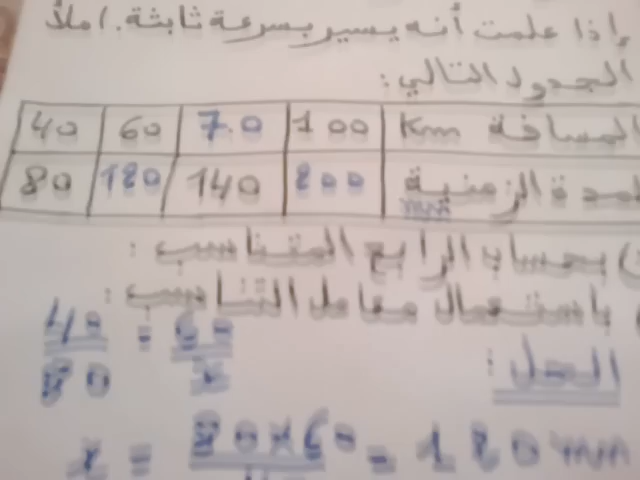 إذا علمت أنه يسير بسرعة ثابتة. املأ
الجدول التالي:
المسافة Km 100 70 60 40
المدة الزمنية mn 200 140 120 80
بحساب الرابع المتناسب:
باستعمال معامل التناسب:
الحل:
40/80 = 60/x
x = 80×60 = 120 mn